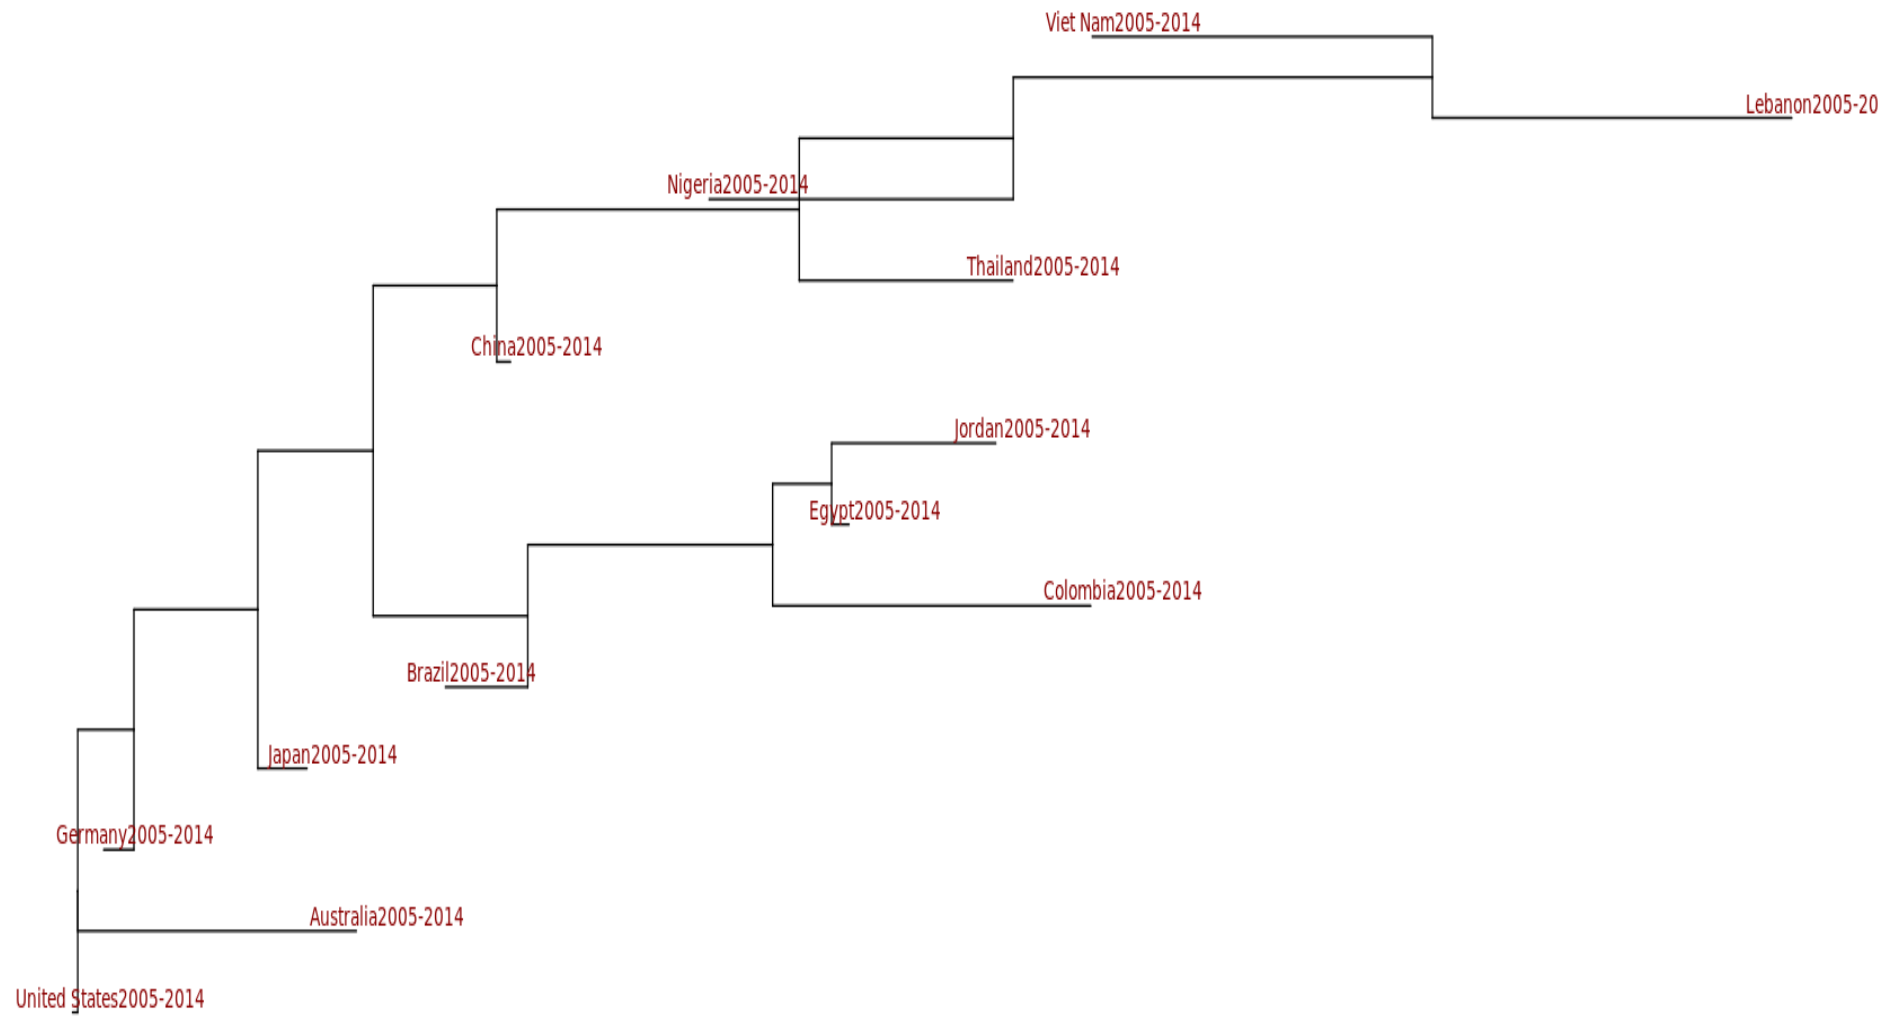 Viet Nam2005-2014
Lebanon2005-20
Nigeria2005-2014
Thailand2005-2014
China2005-2014
Jordan2005-2014
Egypt2005-2014
Colombia2005-2014
Brazil2005-2014
Japan2005-2014
Germany2005-2014
Australia2005-2014
United States2005-2014